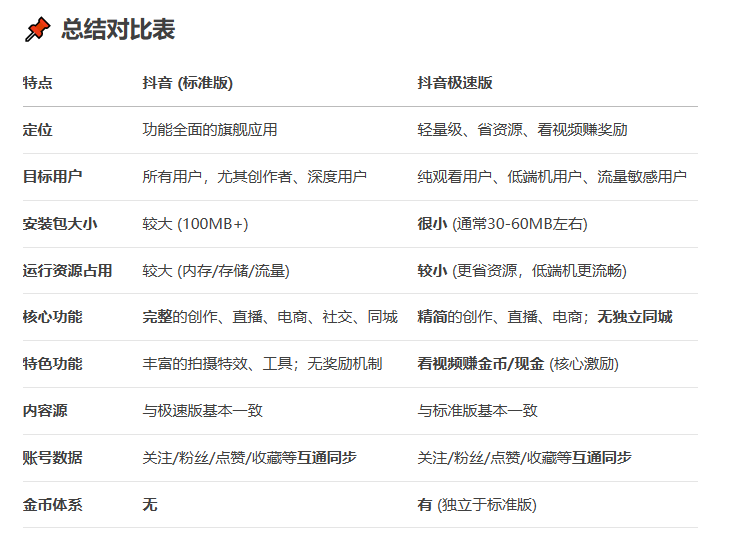 📌 总结对比表
特点 抖音 (标准版) 抖音极速版
定位 功能全面的旗舰应用 轻量级、省资源、看视频赚奖励
目标用户 所有用户，尤其创作者、深度用户 纯观看用户、低端机用户、流量敏感用户
安装包大小 较大 (100MB+) 很小 (通常30-60MB左右)
运行资源占用 较大 (内存/存储/流量) 较小 (更省资源，低端机更流畅)
核心功能 完整的创作、直播、电商、社交、同城 精简的创作、直播、电商；无独立同城
特色功能 丰富的拍摄特效、工具；无奖励机制 看视频赚金币/现金 (核心激励)
内容源 与极速版基本一致 与标准版基本一致
账号数据 关注/粉丝/点赞/收藏等互通同步 关注/粉丝/点赞/收藏等互通同步
金币体系 无 有 (独立于标准版)